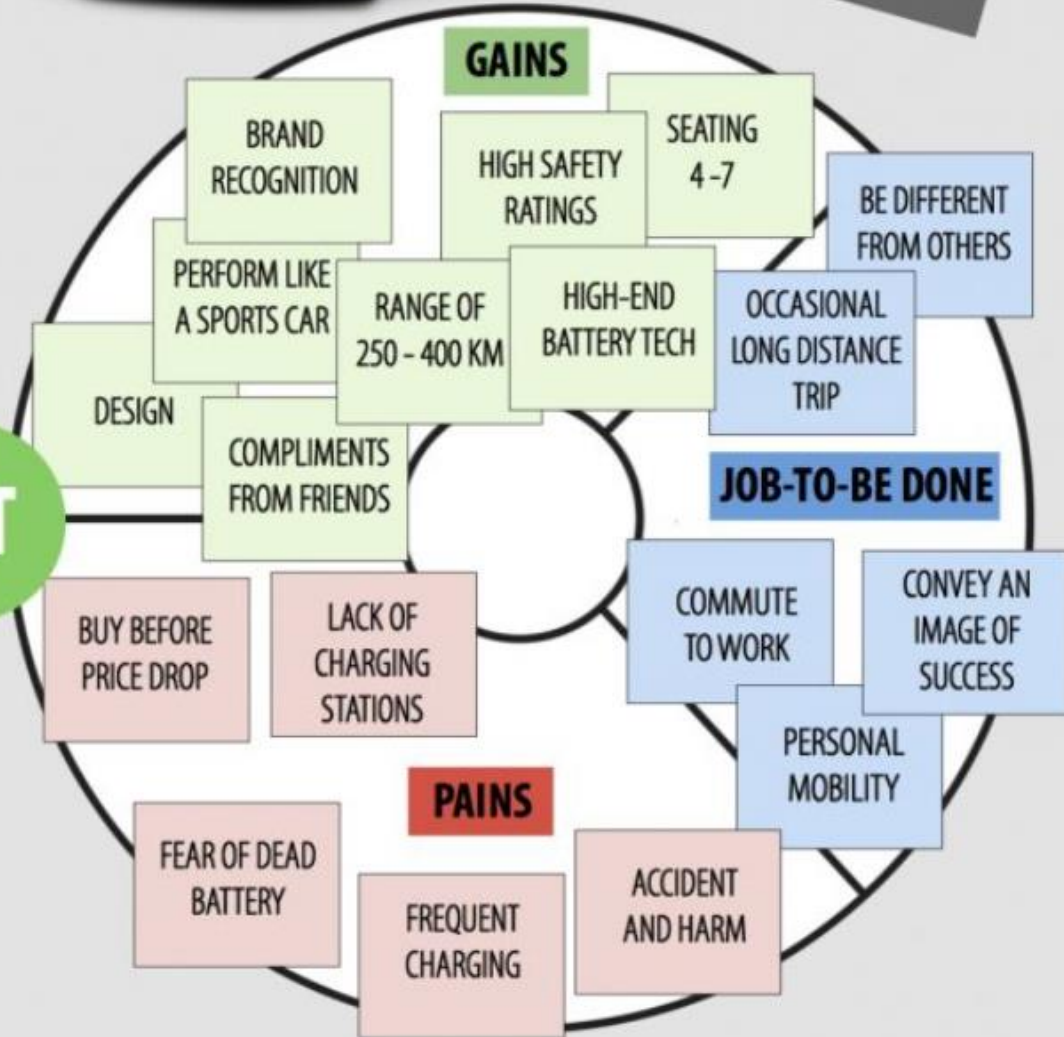 GAINS
BRAND
RECOGNITION
HIGH SAFETY
RATINGS
SEATING
4 -7
PERFORM LIKE
A SPORTS CAR
RANGE OF
250 - 400 KM
HIGH-END
BATTERY TECH
DESIGN
COMPLIMENTS
FROM FRIENDS
BE DIFFERENT
FROM OTHERS
OCCASIONAL
LONG DISTANCE
TRIP
JOB-TO-BE DONE
COMMUTE
TO WORK
CONVEY AN
IMAGE OF
SUCCESS
PERSONAL
MOBILITY
T
BUY BEFORE
PRICE DROP
LACK OF
CHARGING
STATIONS
PAINS
FEAR OF DEAD
BATTERY
FREQUENT
CHARGING
ACCIDENT
AND HARM